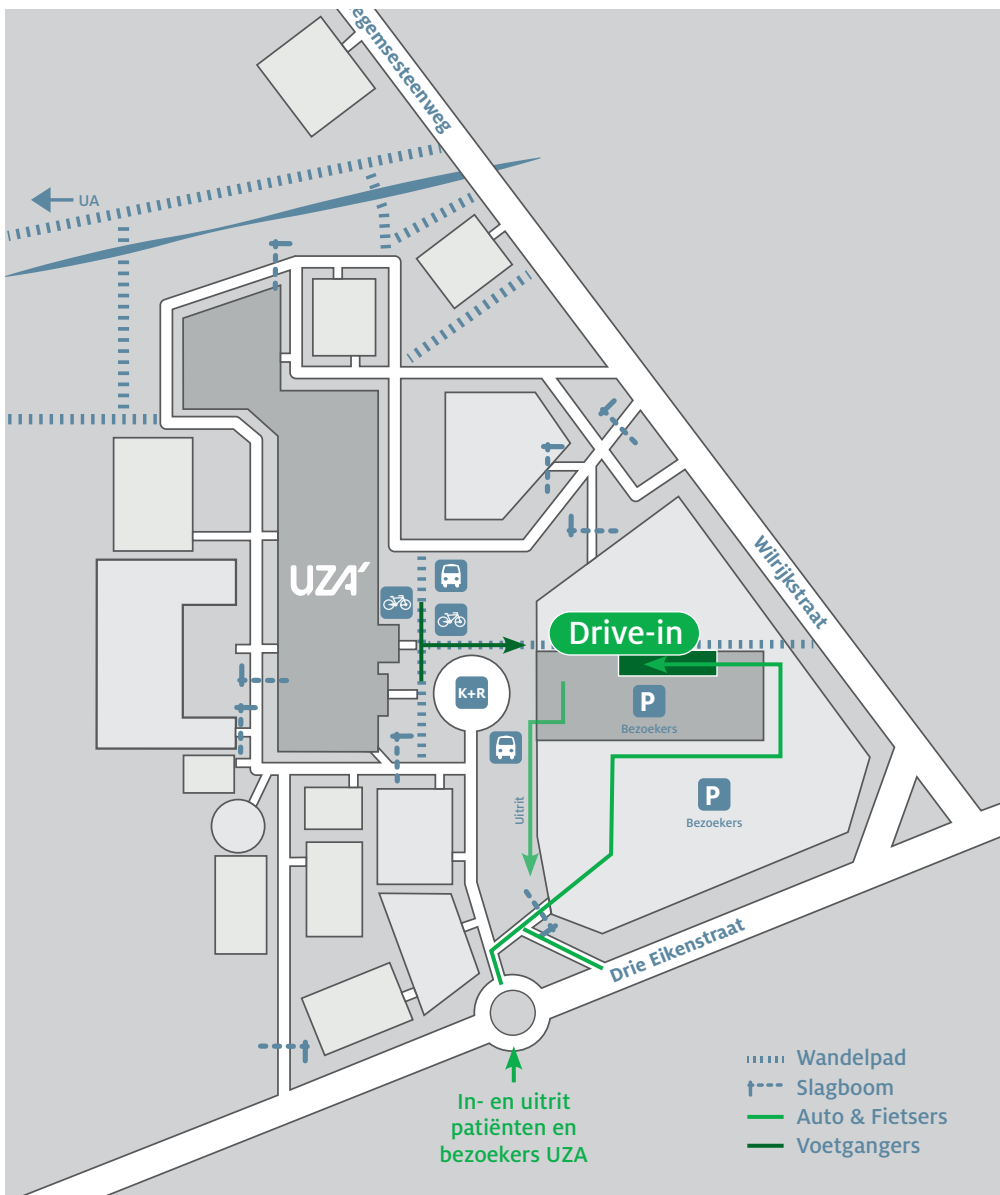 egemsesteenweg
UA
UZA'
Drive-in
Wilrijkstraat
K+R
P
Bezoekers
P
Bezoekers
Uitrit
Drie Eikenstraat
In- en uitrit
patiënten en
bezoekers UZA
Wandelpad
Slagboom
Auto & Fietsers
Voetgangers